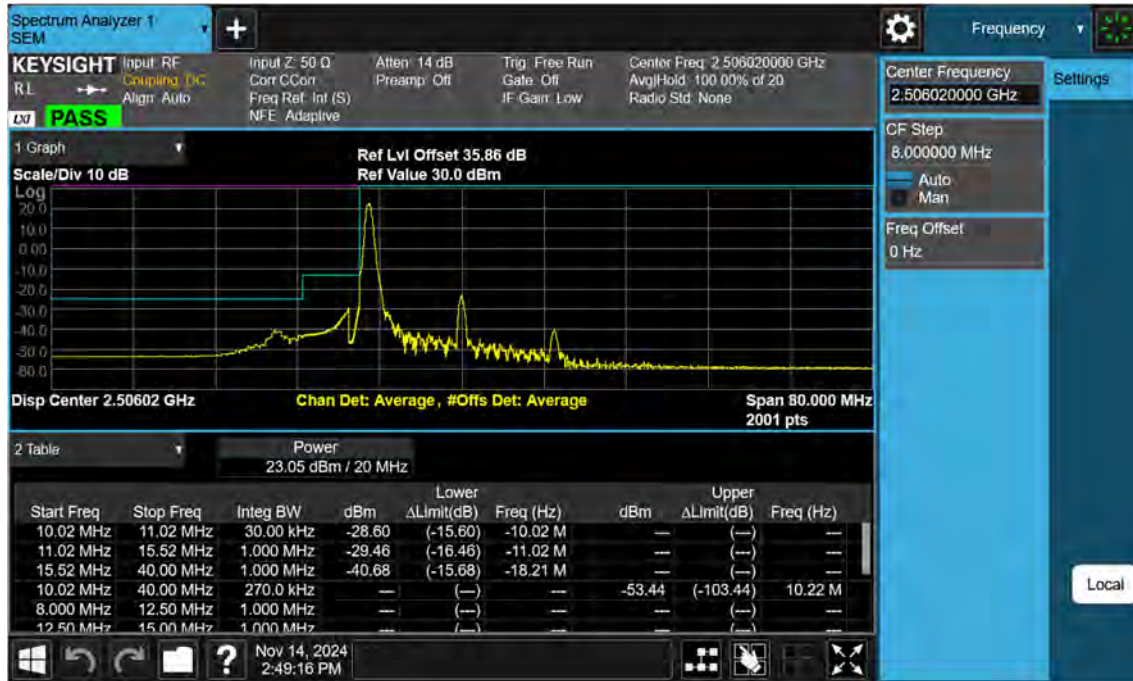 Spectrum Analyzer 1
SEM
+
Frequency
KEYSIGHT
RL
LXI
PASS
Input: RF
Coupling: DC
Align: Auto
Input Z: 50 Ω
Corr CCorr
Freq Ref: Int (S)
NFE: Adaptive
Atten: 14 dB
Preamp: Off
Trig: Free Run
Gate: Off
IF Gain: Low
Center Freq: 2.506020000 GHz
Avg|Hold: 100.00% of 20
Radio Std: None
Center Frequency
2.506020000 GHz
Settings
CF Step
8.000000 MHz
Auto
Man
Freq Offset
0 Hz
Local
1 Graph
Scale/Div 10 dB
Ref Lvl Offset 35.86 dB
Ref Value 30.0 dBm
Log
20.0
10.0
0.00
-10.0
-20.0
-30.0
-40.0
-50.0
-60.0
Disp Center 2.50602 GHz
Chan Det: Average, #Offs Det: Average
Span 80.000 MHz
2001 pts
2 Table
Power
23.05 dBm / 20 MHz
Lower Upper
Start Freq Stop Freq Integ BW dBm ΔLimit(dB) Freq (Hz) dBm ΔLimit(dB) Freq (Hz)
10.02 MHz 11.02 MHz 30.00 kHz -28.60 (-15.60) -10.02 M --- (---) ---
11.02 MHz 15.52 MHz 1.000 MHz -29.46 (-16.46) -11.02 M --- (---) ---
15.52 MHz 40.00 MHz 1.000 MHz -40.68 (-15.68) -18.21 M --- (---) ---
10.02 MHz 40.00 MHz 270.0 kHz --- (---) --- -53.44 (-103.44) 10.22 M
8.000 MHz 12.50 MHz 1.000 MHz --- (---) --- --- (---) ---
12.50 MHz 15.00 MHz 1.000 MHz --- (---) --- --- (---) ---
?
Nov 14, 2024
2:49:16 PM